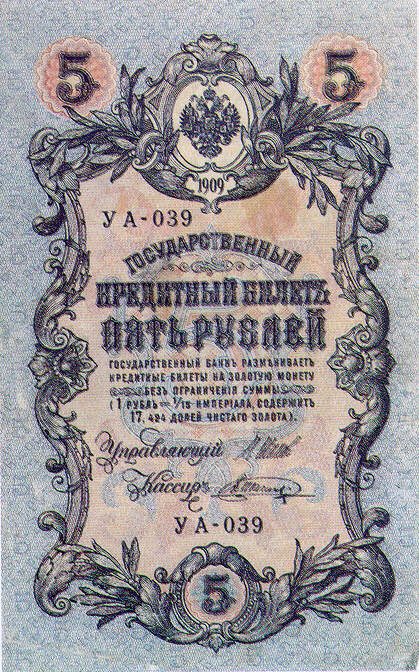 5 5
1909
УА-039
ГОСУДАРСТВЕННЫЙ
КРЕДИТНЫЙ БИЛЕТЪ
ПЯТЬ РУБЛЕЙ
ГОСУДАРСТВЕННЫЙ БАНКЪ РАЗМѢНИВАЕТЪ
КРЕДИТНЫЕ БИЛЕТЫ НА ЗОЛОТУЮ МОНЕТУ
БЕЗЪ ОГРАНИЧЕНІЯ СУММЫ
(1 РУБЛЬ = 1/15 ИМПЕРІАЛА, СОДЕРЖИТЪ
17,424 ДОЛЕЙ ЧИСТАГО ЗОЛОТА).
Управляющій
Кассиръ
УА-039
5